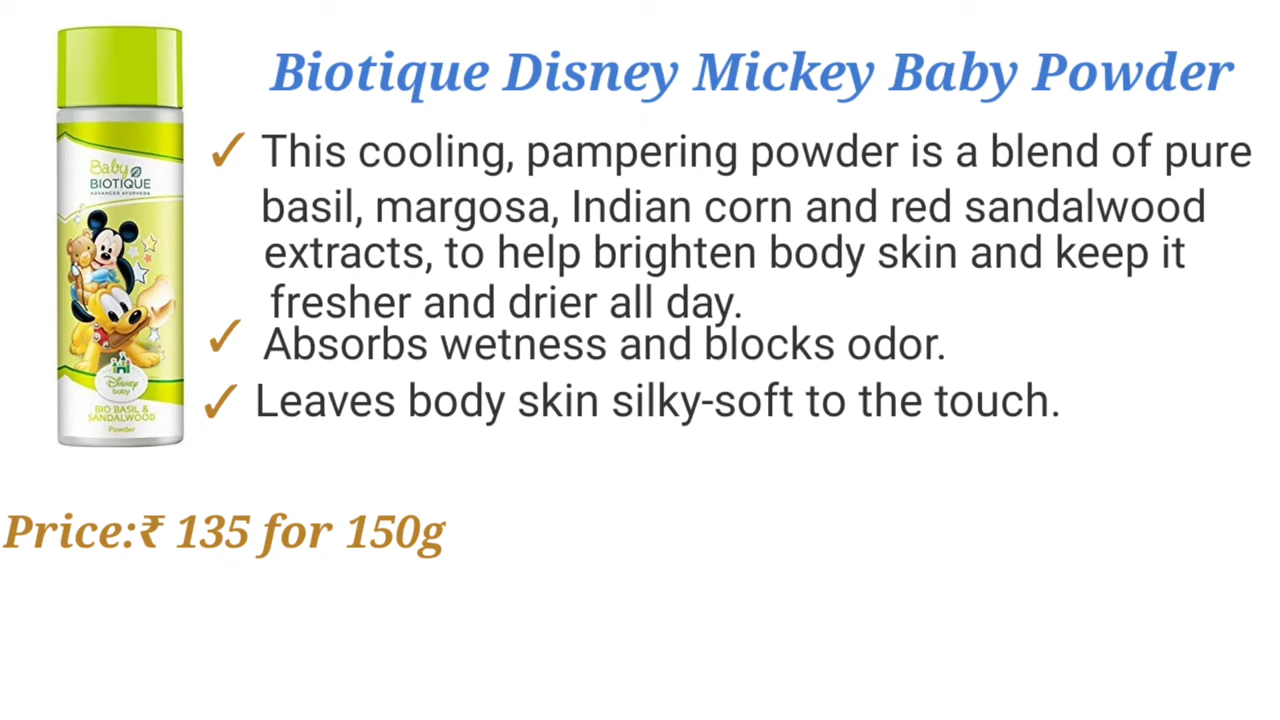 Biotique Disney Mickey Baby Powder
✓ This cooling, pampering powder is a blend of pure
basil, margosa, Indian corn and red sandalwood
extracts, to help brighten body skin and keep it
fresher and drier all day.
✓ Absorbs wetness and blocks odor.
✓ Leaves body skin silky-soft to the touch.
Baby
BIOTIQUE
ADVANCED AYURVEDA
Disney
baby
BIO BASIL &
SANDALWOOD
Powder
Price:₹ 135 for 150g